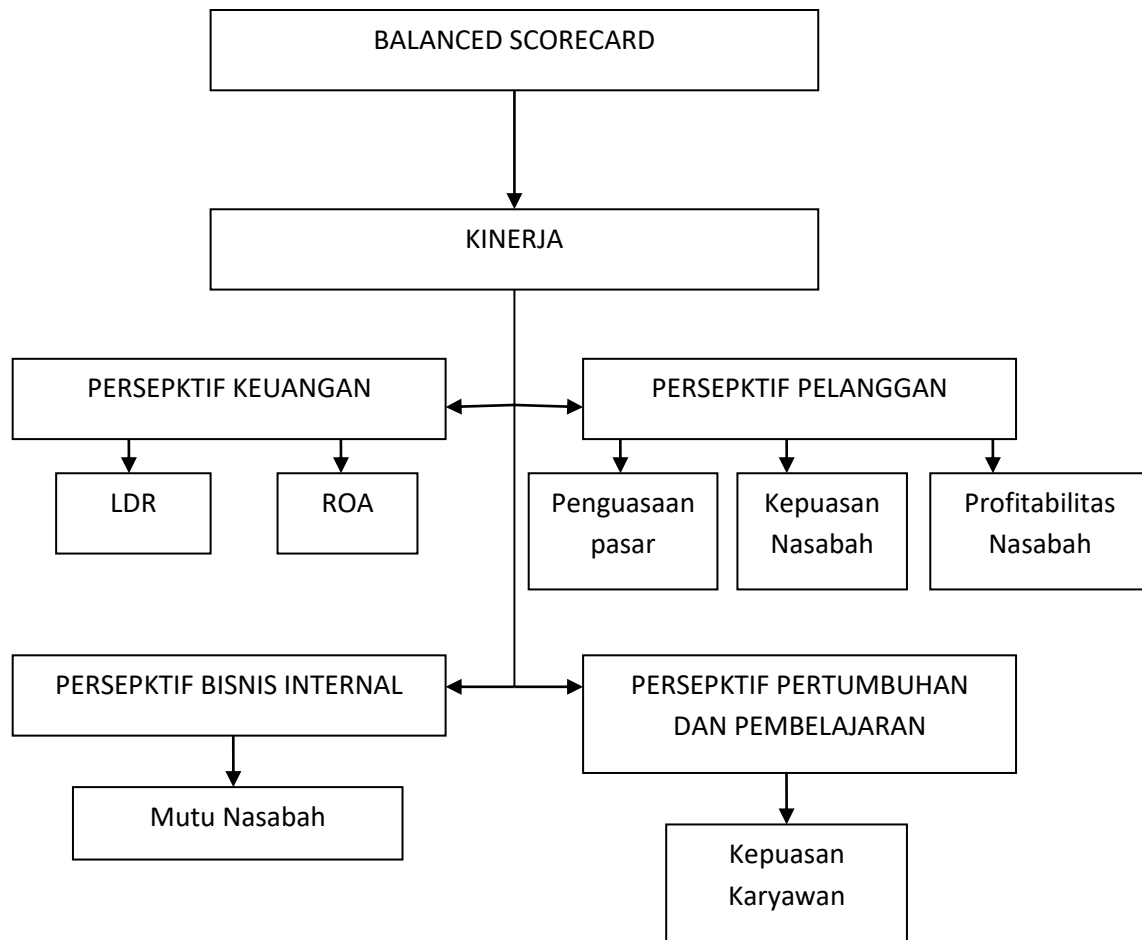 BALANCED SCORECARD
KINERJA
PERSEPKTIF KEUANGAN
PERSEPKTIF PELANGGAN
LDR
ROA
Penguasaan
pasar
Kepuasan
Nasabah
Profitabilitas
Nasabah
PERSEPKTIF BISNIS INTERNAL
PERSEPKTIF PERTUMBUHAN
DAN PEMBELAJARAN
Mutu Nasabah
Kepuasan
Karyawan